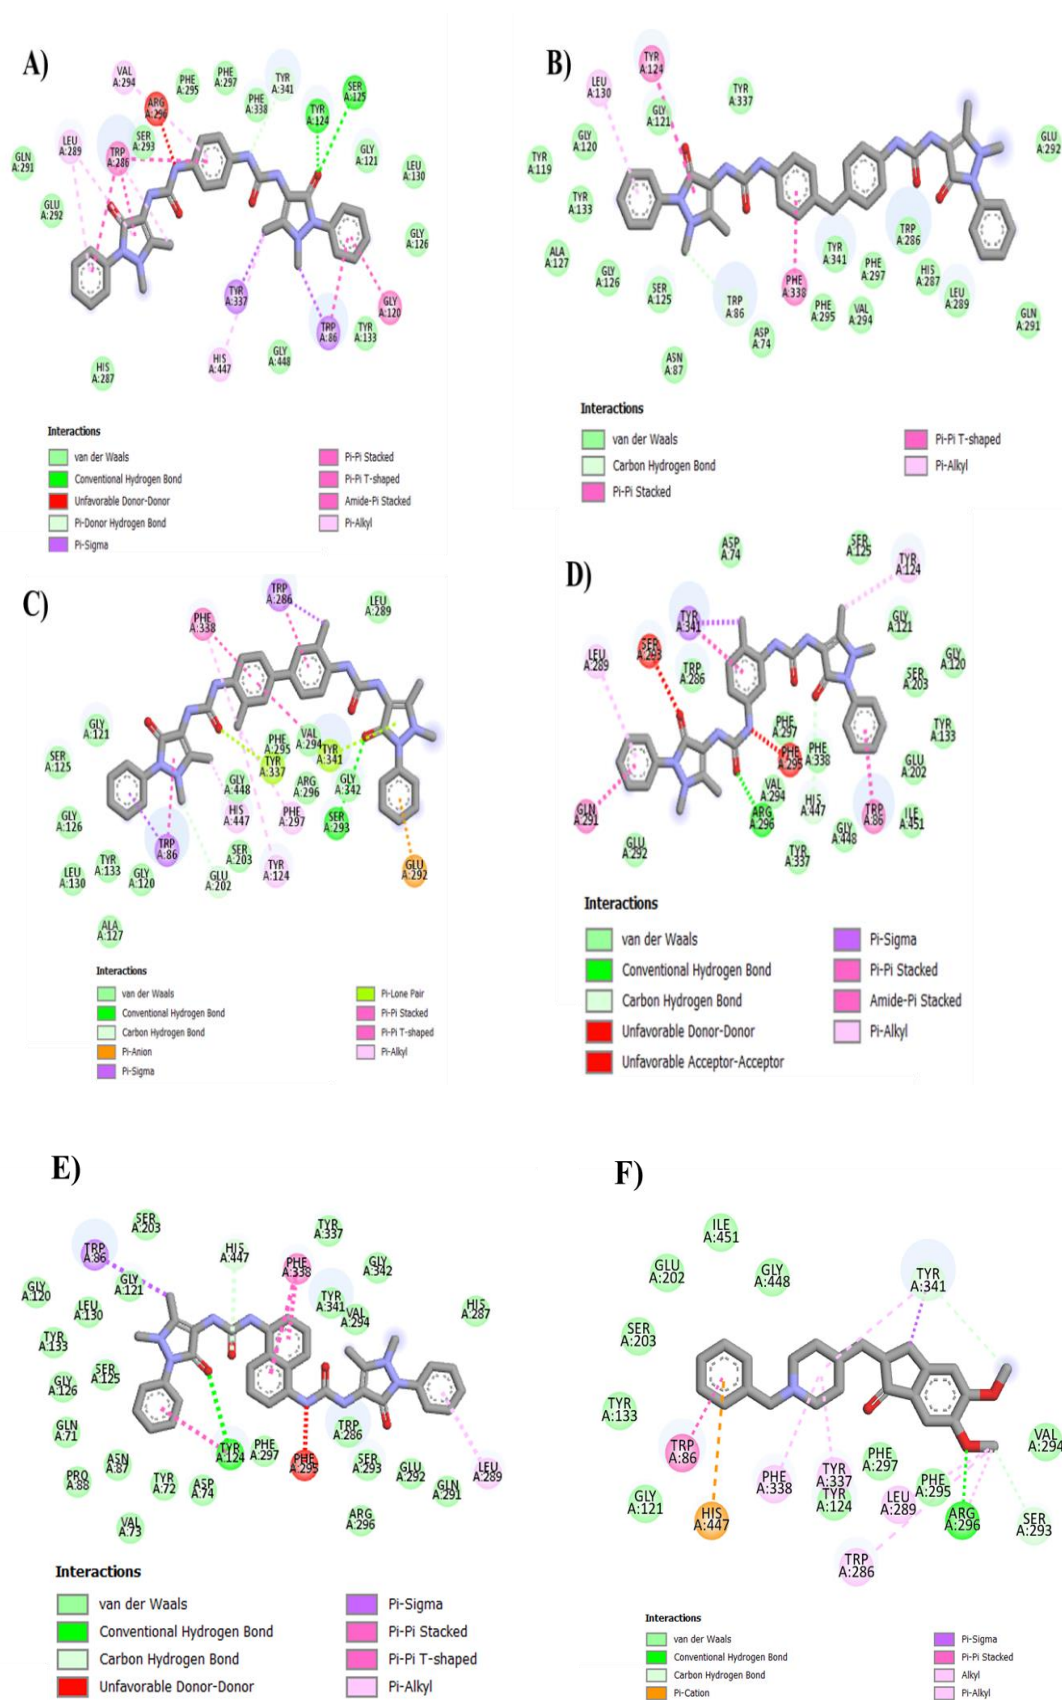 A)
VAL
A:294
ARG
A:296
PHE
A:295
PHE
A:297
PHE
A:338
TYR
A:341
TYR
A:124
SER
A:125
GLN
A:291
LEU
A:289
TRP
A:286
SER
A:293
GLY
A:121
LEU
A:130
GLU
A:292
GLY
A:126
TYR
A:337
TRP
A:86
TYR
A:133
GLY
A:120
HIS
A:287
HIS
A:447
GLY
A:448
Interactions
van der Waals
Conventional Hydrogen Bond
Unfavorable Donor-Donor
Pi-Donor Hydrogen Bond
Pi-Sigma
Pi-Pi Stacked
Pi-Pi T-shaped
Amide-Pi Stacked
Pi-Alkyl
B)
TYR
A:124
LEU
A:130
GLY
A:121
TYR
A:337
GLU
A:292
GLY
A:120
TYR
A:119
TYR
A:133
ALA
A:127
GLY
A:126
SER
A:125
TRP
A:86
ASP
A:74
ASN
A:87
PHE
A:338
TYR
A:341
PHE
A:295
PHE
A:297
VAL
A:294
TRP
A:286
HIS
A:287
LEU
A:289
GLN
A:291
Interactions
van der Waals
Carbon Hydrogen Bond
Pi-Pi Stacked
Pi-Pi T-shaped
Pi-Alkyl
C)
TRP
A:286
LEU
A:289
PHE
A:338
GLY
A:121
SER
A:125
GLY
A:126
LEU
A:130
TYR
A:133
GLY
A:120
ALA
A:127
TRP
A:86
GLU
A:202
GLY
A:448
HIS
A:447
SER
A:203
TYR
A:124
PHE
A:295
TYR
A:337
VAL
A:294
ARG
A:296
PHE
A:297
TYR
A:341
GLY
A:342
SER
A:293
GLU
A:292
Interactions
van der Waals
Conventional Hydrogen Bond
Carbon Hydrogen Bond
Pi-Anion
Pi-Sigma
Pi-Lone Pair
Pi-Pi Stacked
Pi-Pi T-shaped
Pi-Alkyl
D)
ASP
A:74
SER
A:125
TYR
A:124
TYR
A:341
SER
A:293
LEU
A:289
TRP
A:286
GLY
A:121
GLY
A:120
SER
A:203
TYR
A:133
PHE
A:297
PHE
A:295
PHE
A:338
GLU
A:202
VAL
A:294
HIS
A:447
GLN
A:291
ARG
A:296
TRP
A:86
ILE
A:451
GLY
A:448
GLU
A:292
TYR
A:337
Interactions
van der Waals
Conventional Hydrogen Bond
Carbon Hydrogen Bond
Unfavorable Donor-Donor
Unfavorable Acceptor-Acceptor
Pi-Sigma
Pi-Pi Stacked
Amide-Pi Stacked
Pi-Alkyl
E)
SER
A:203
TRP
A:86
HIS
A:447
TYR
A:337
PHE
A:338
GLY
A:342
GLY
A:120
GLY
A:121
LEU
A:130
TYR
A:341
VAL
A:294
HIS
A:287
TYR
A:133
SER
A:125
GLY
A:126
GLN
A:71
ASN
A:87
PRO
A:88
TYR
A:72
ASP
A:74
VAL
A:73
TYR
A:124
PHE
A:297
PHE
A:295
TRP
A:286
SER
A:293
GLU
A:292
GLN
A:291
LEU
A:289
ARG
A:296
Interactions
van der Waals
Conventional Hydrogen Bond
Carbon Hydrogen Bond
Unfavorable Donor-Donor
Pi-Sigma
Pi-Pi Stacked
Pi-Pi T-shaped
Pi-Alkyl
F)
ILE
A:451
GLU
A:202
GLY
A:448
TYR
A:341
SER
A:203
TYR
A:133
TRP
A:86
GLY
A:121
HIS
A:447
PHE
A:338
TYR
A:337
TYR
A:124
PHE
A:297
PHE
A:295
LEU
A:289
ARG
A:296
VAL
A:294
SER
A:293
TRP
A:286
Interactions
van der Waals
Conventional Hydrogen Bond
Carbon Hydrogen Bond
Pi-Cation
Pi-Sigma
Pi-Pi Stacked
Alkyl
Pi-Alkyl